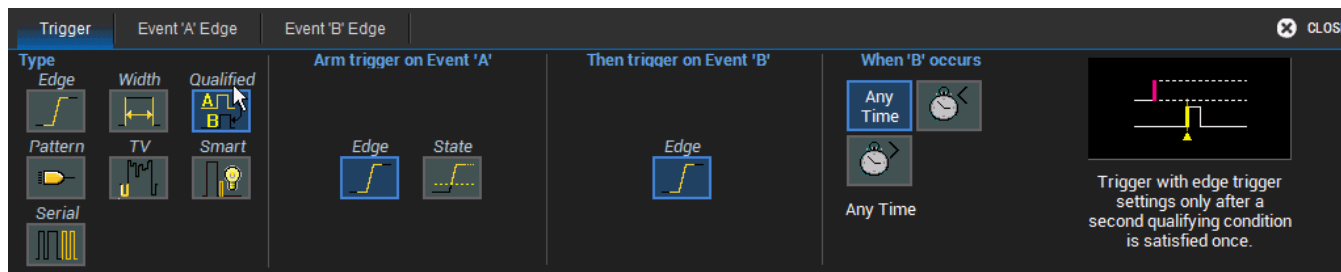 Trigger
Event 'A' Edge
Event 'B' Edge
CLOS
Type
Edge
Width
Qualified
A
B
Pattern
TV
Smart
U
Serial
Arm trigger on Event 'A'
Edge
State
Then trigger on Event 'B'
Edge
When 'B' occurs
Any
Time
<
>
Any Time
Trigger with edge trigger
settings only after a
second qualifying condition
is satisfied once.